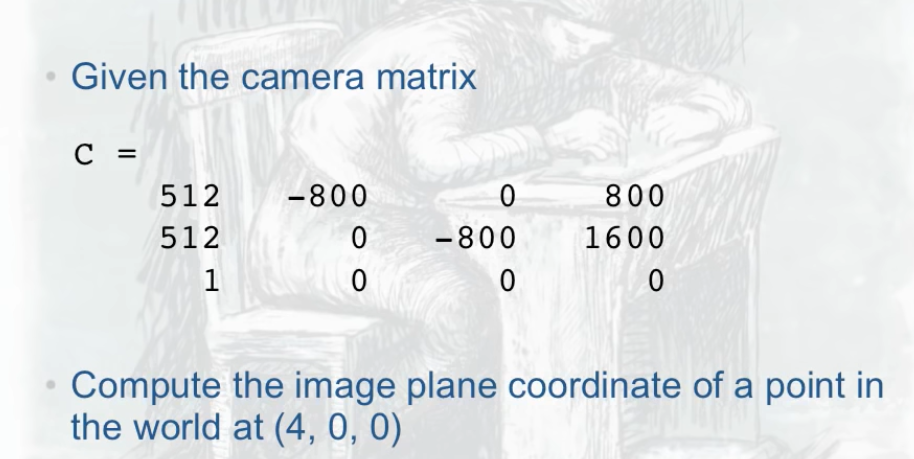 • Given the camera matrix
C =
512 -800 0 800
512 0 -800 1600
1 0 0 0
• Compute the image plane coordinate of a point in
the world at (4, 0, 0)